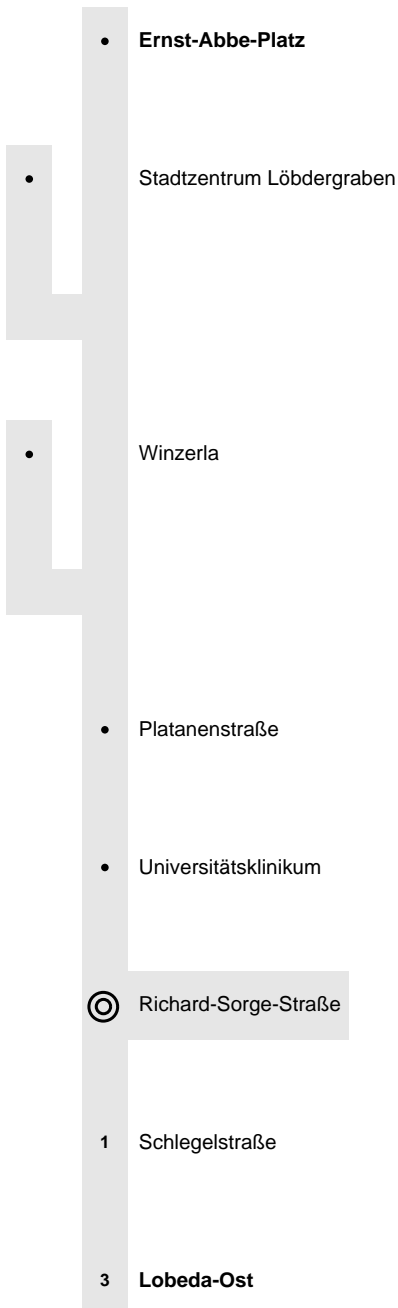 Ernst-Abbe-Platz
Stadtzentrum Löbdergraben
Winzerla
Platanenstraße
Universitätsklinikum
Richard-Sorge-Straße
1 Schlegelstraße
3 Lobeda-Ost